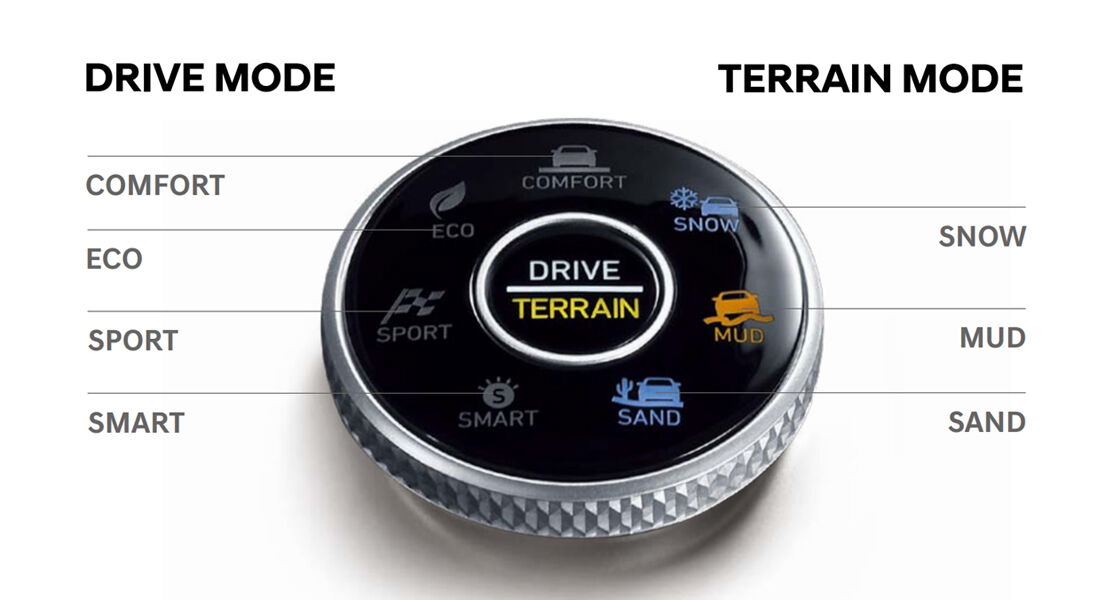 DRIVE MODE
TERRAIN MODE
COMFORT
ECO
SPORT
SMART
COMFORT
ECO
SPORT
S
SMART
DRIVE
TERRAIN
SNOW
MUD
SAND
SNOW
MUD
SAND